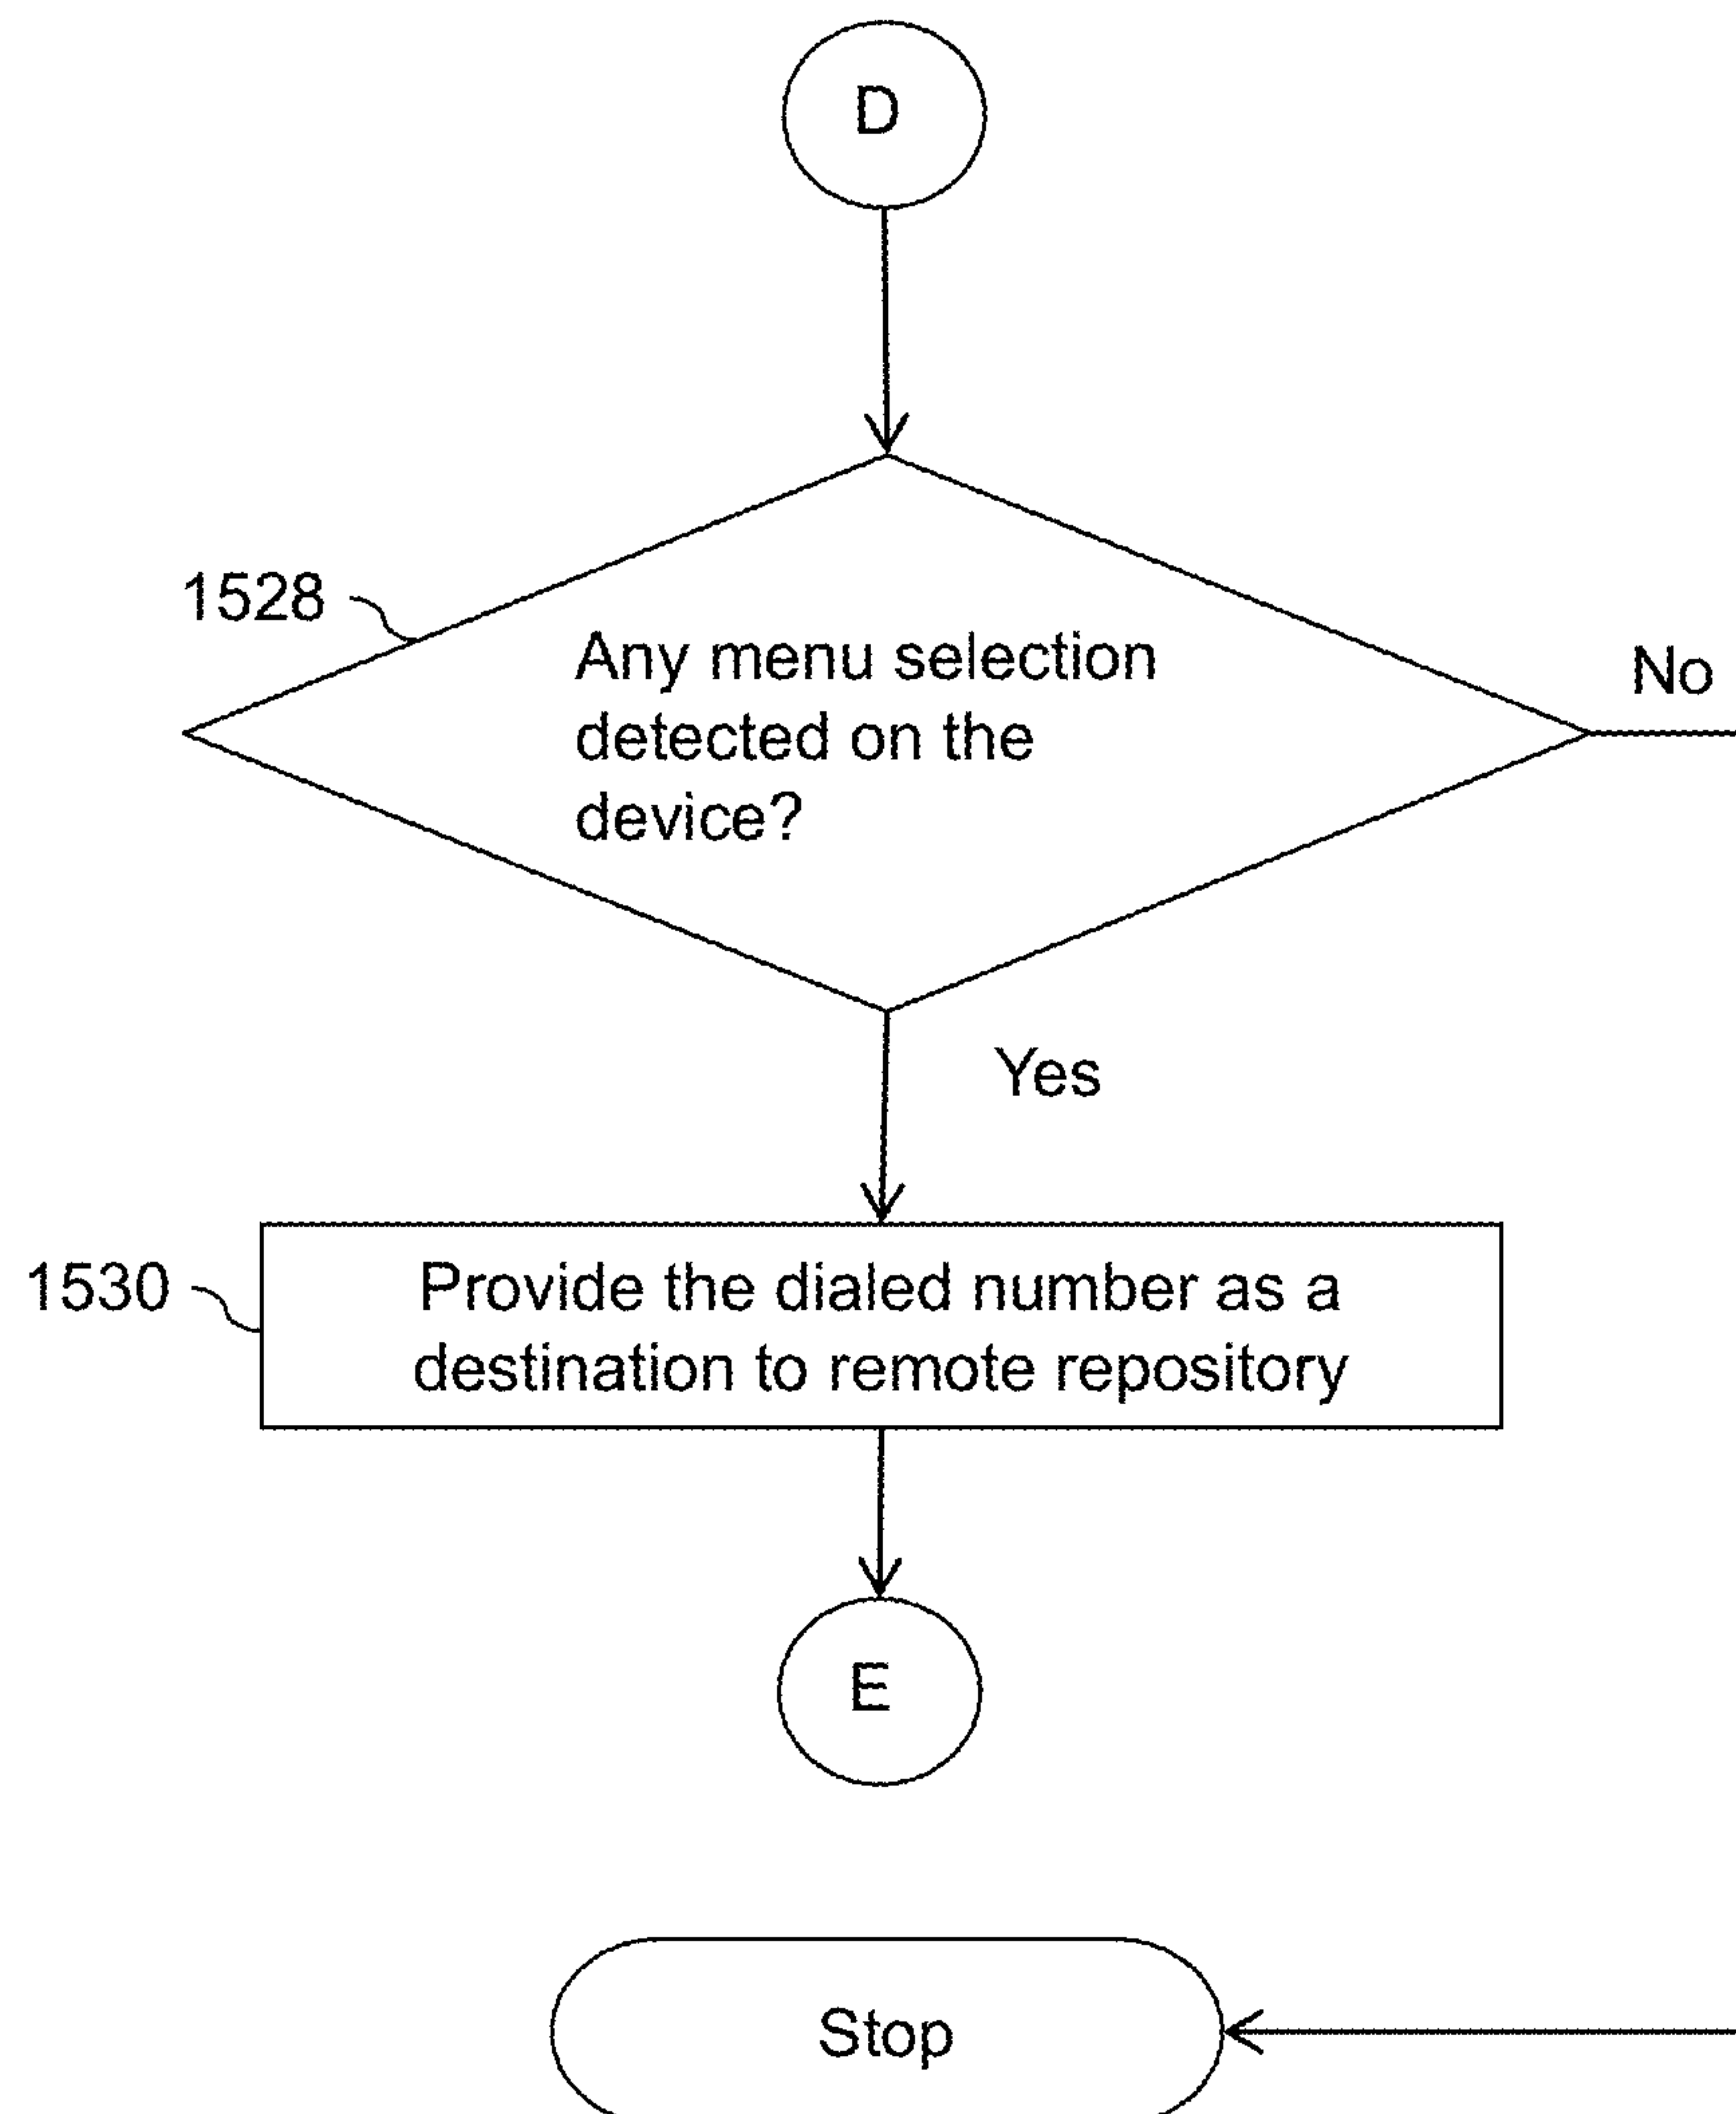 D
1528
Any menu selection
detected on the
device?
No
Yes
1530
Provide the dialed number as a
destination to remote repository
E
Stop